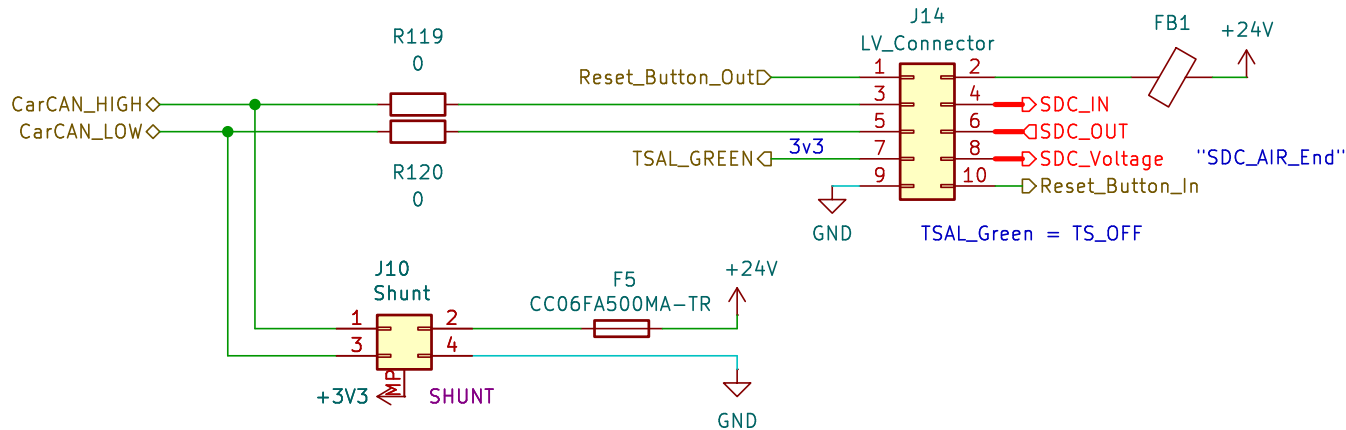 J14
LV_Connector
FB1
+24V
R119
0
Reset_Button_Out
1
2
CarCAN_HIGH
3
4
SDC_IN
CarCAN_LOW
5
6
SDC_OUT
TSAL_GREEN
3v3
7
8
SDC_Voltage
"SDC_AIR_End"
R120
0
9
10
Reset_Button_In
GND
TSAL_Green = TS_OFF
J10
Shunt
F5
CC06FA500MA-TR
+24V
1
2
3
4
MP
+3V3
SHUNT
GND